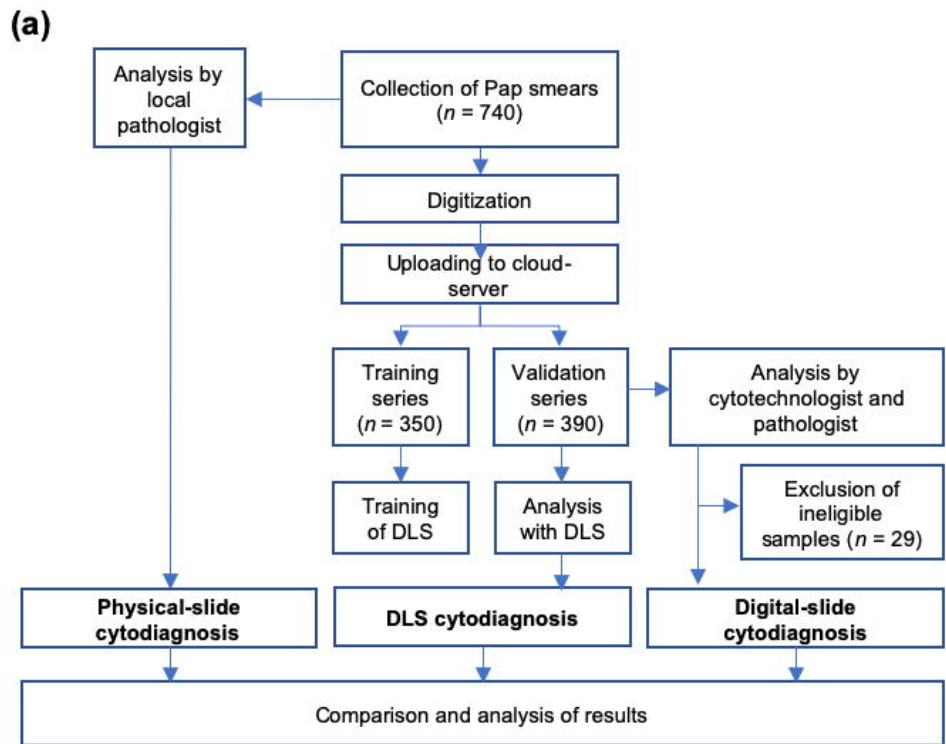 (a)
Analysis by
local
pathologist
Collection of Pap smears
(n = 740)
Digitization
Uploading to cloud-
server
Training
series
(n = 350)
Validation
series
(n = 390)
Analysis by
cytotechnologist and
pathologist
Training
of DLS
Analysis
with DLS
Exclusion of
ineligible
samples (n = 29)
Physical-slide
cytodiagnosis
DLS cytodiagnosis
Digital-slide
cytodiagnosis
Comparison and analysis of results